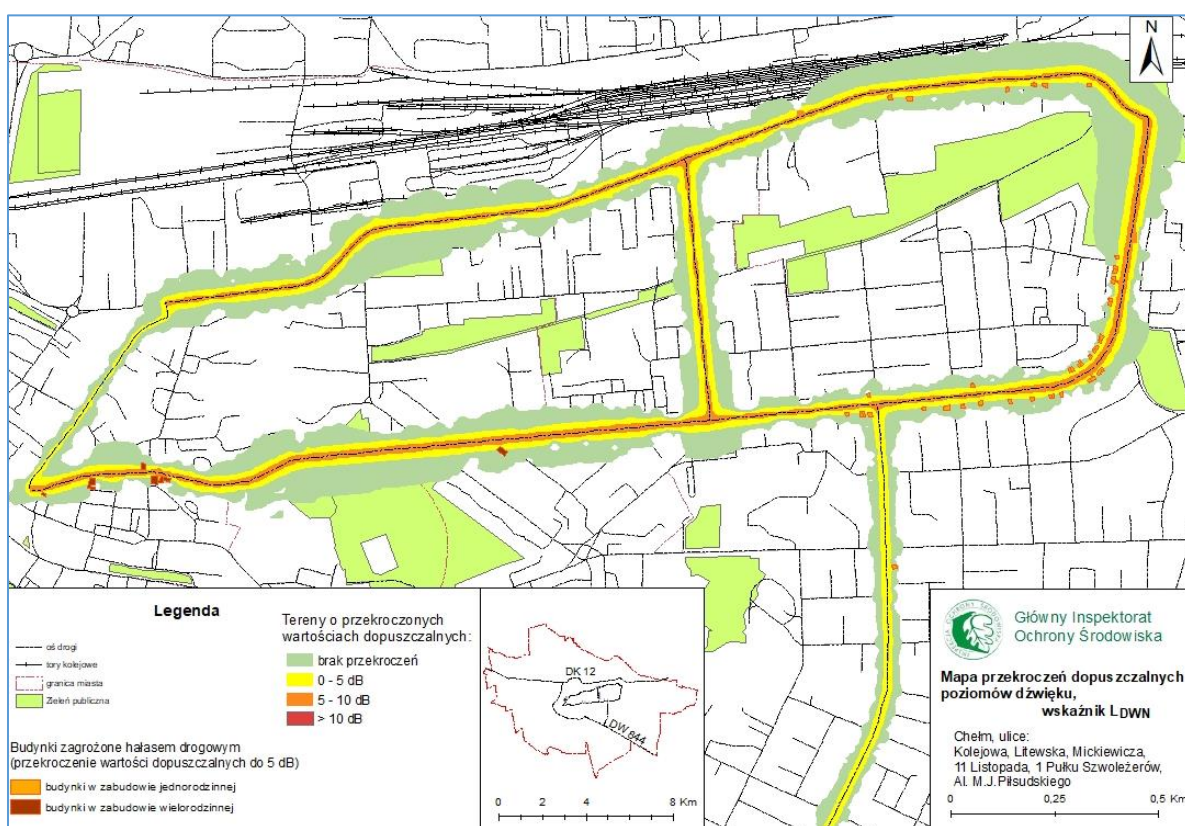 N
Legenda
oś drogi
tory kolejowe
granica miasta
Zieleń publiczna
Tereny o przekroczonych
wartościach dopuszczalnych:
brak przekroczeń
0 - 5 dB
5 - 10 dB
> 10 dB
Budynki zagrożone hałasem drogowym
(przekroczenie wartości dopuszczalnych do 5 dB)
budynki w zabudowie jednorodzinnej
budynki w zabudowie wielorodzinnej
DK 12
LDW 844
0 2 4 8 Km
Główny Inspektorat
Ochrony Środowiska
Mapa przekroczeń dopuszczalnych
poziomów dźwięku,
wskaźnik LDWN
Chełm, ulice:
Kolejowa, Litewska, Mickiewicza,
11 Listopada, 1 Pułku Szwoleżerów,
Al. M.J.Piłsudskiego
0 0,25 0,5 Km